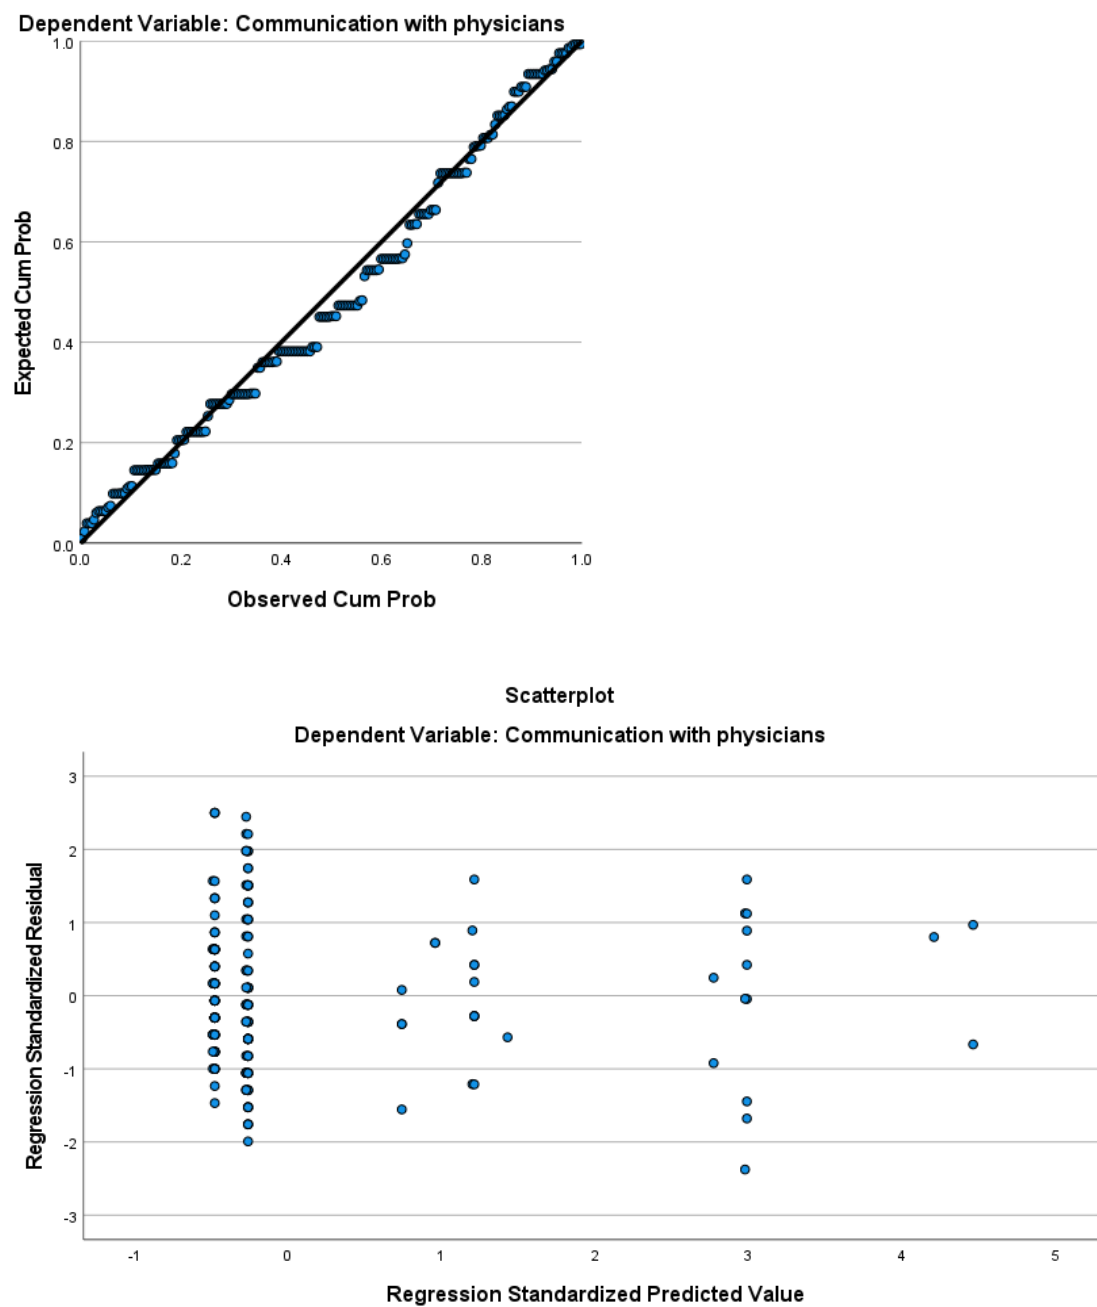 Dependent Variable: Communication with physicians
1.0
0.8
0.6
0.4
0.2
0.0
Expected Cum Prob
0.0 0.2 0.4 0.6 0.8 1.0
Observed Cum Prob
Scatterplot
Dependent Variable: Communication with physicians
3
2
1
0
-1
-2
-3
Regression Standardized Residual
-1 0 1 2 3 4 5
Regression Standardized Predicted Value